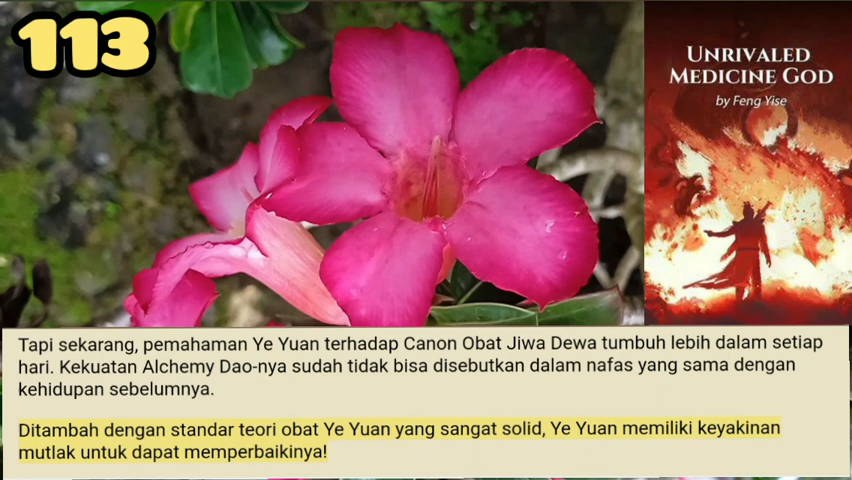 113
UNRIVALED
MEDICINE GOD
by Feng Yise
Tapi sekarang, pemahaman Ye Yuan terhadap Canon Obat Jiwa Dewa tumbuh lebih dalam setiap
hari. Kekuatan Alchemy Dao-nya sudah tidak bisa disebutkan dalam nafas yang sama dengan
kehidupan sebelumnya.
Ditambah dengan standar teori obat Ye Yuan yang sangat solid, Ye Yuan memiliki keyakinan
mutlak untuk dapat memperbaikinya!